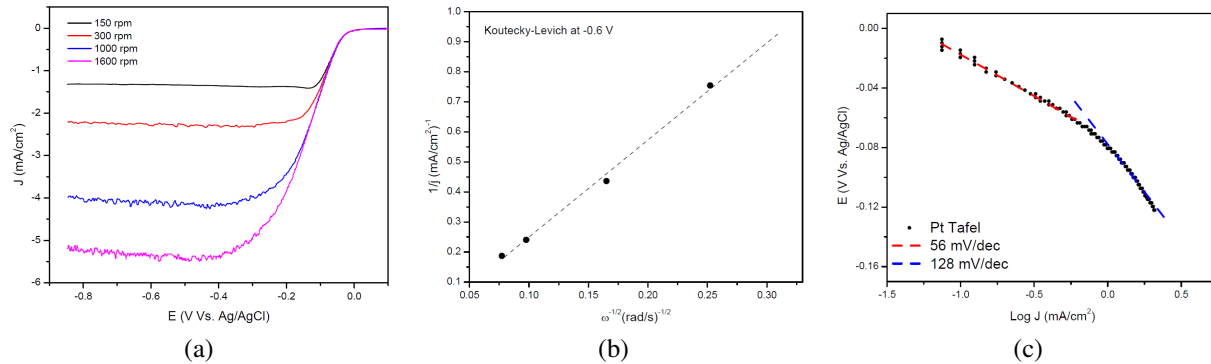 0
-1
-2
-3
-4
-5
-6
J (mA/cm²)
150 rpm
300 rpm
1000 rpm
1600 rpm
-0.8
-0.6
-0.4
-0.2
0.0
E (V Vs. Ag/AgCl)
(a)
1.0
0.9
0.8
0.7
0.6
0.5
0.4
0.3
0.2
0.1
1/j (mA/cm²)⁻¹
Koutecky-Levich at -0.6 V
0.05
0.10
0.15
0.20
0.25
0.30
0.35
ω⁻¹/²(rad/s)⁻¹/²
(b)
0.00
-0.04
-0.08
-0.12
-0.16
E (V Vs. Ag/AgCl)
Pt Tafel
56 mV/dec
128 mV/dec
-1.5
-1.0
-0.5
0.0
0.5
Log J (mA/cm²)
(c)